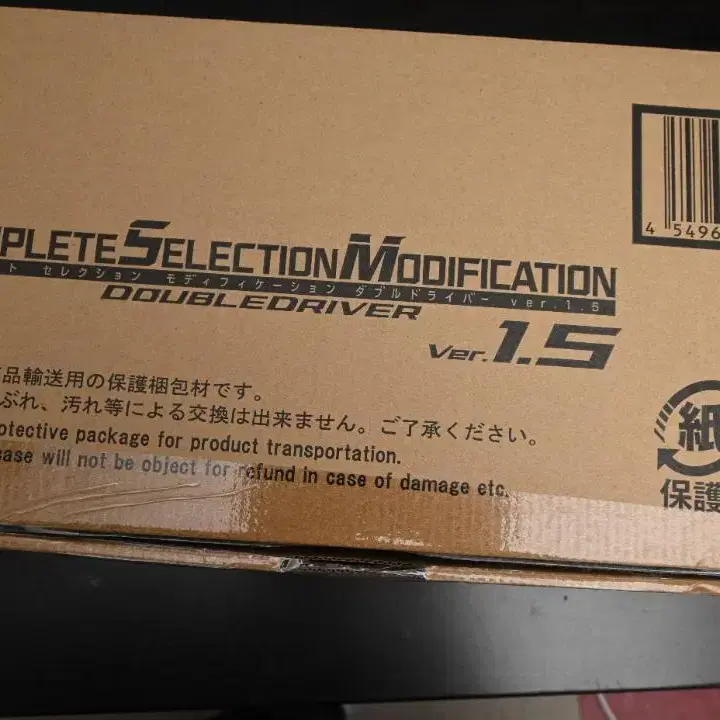 4 5496
PLETE SELECTION MODIFICATION
ト セレクション モディフィケーション ダブルドライバー ver.1.5
DOUBLEDRIVER
Ver.1.5
品輸送用の保護梱包材です。
ぶれ、汚れ等による交換は出来ません。ご了承ください。
otective package for product transportation.
ase will not be object for refund in case of damage etc.
紙
保護